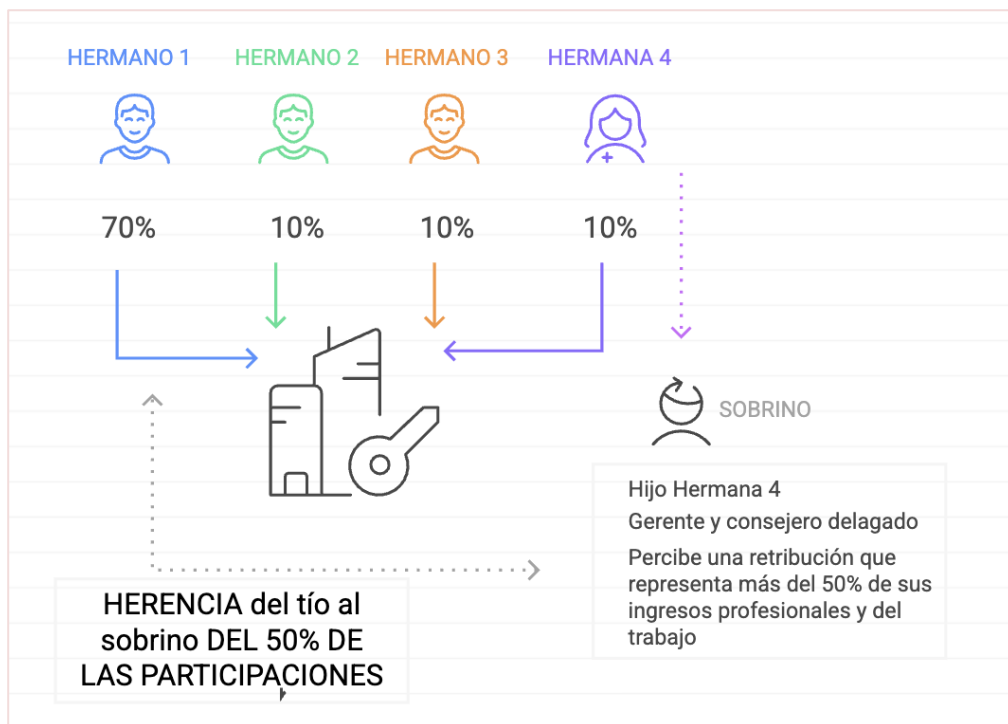 HERMANO 1
HERMANO 2
HERMANO 3
HERMANA 4
70%
10%
10%
10%
SOBRINO
Hijo Hermana 4
Gerente y consejero delagado
Percibe una retribución que
representa más del 50% de sus
ingresos profesionales y del
trabajo
HERENCIA del tío al
sobrino DEL 50% DE
LAS PARTICIPACIONES